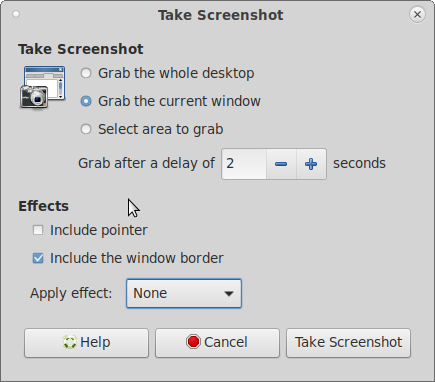 Take Screenshot
Take Screenshot
Grab the whole desktop
Grab the current window
Select area to grab
Grab after a delay of 2 seconds
Effects
Include pointer
Include the window border
Apply effect: None
Help Cancel Take Screenshot